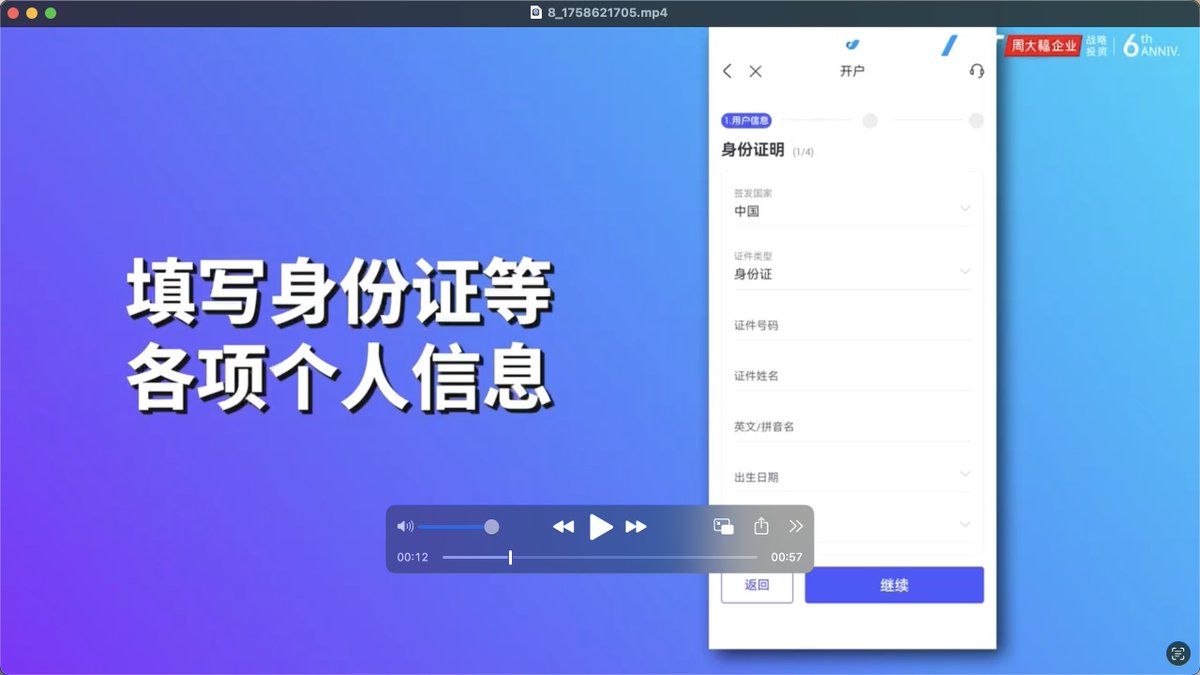 8_1758621705.mp4
周大福企业
战略
投资
6th
ANNIV.
开户
1.用户信息
身份证明 (1/4)
签发国家
中国
证件类型
身份证
证件号码
证件姓名
英文/拼音名
出生日期
返回
继续
填写身份证等
各项个人信息
00:12
00:57